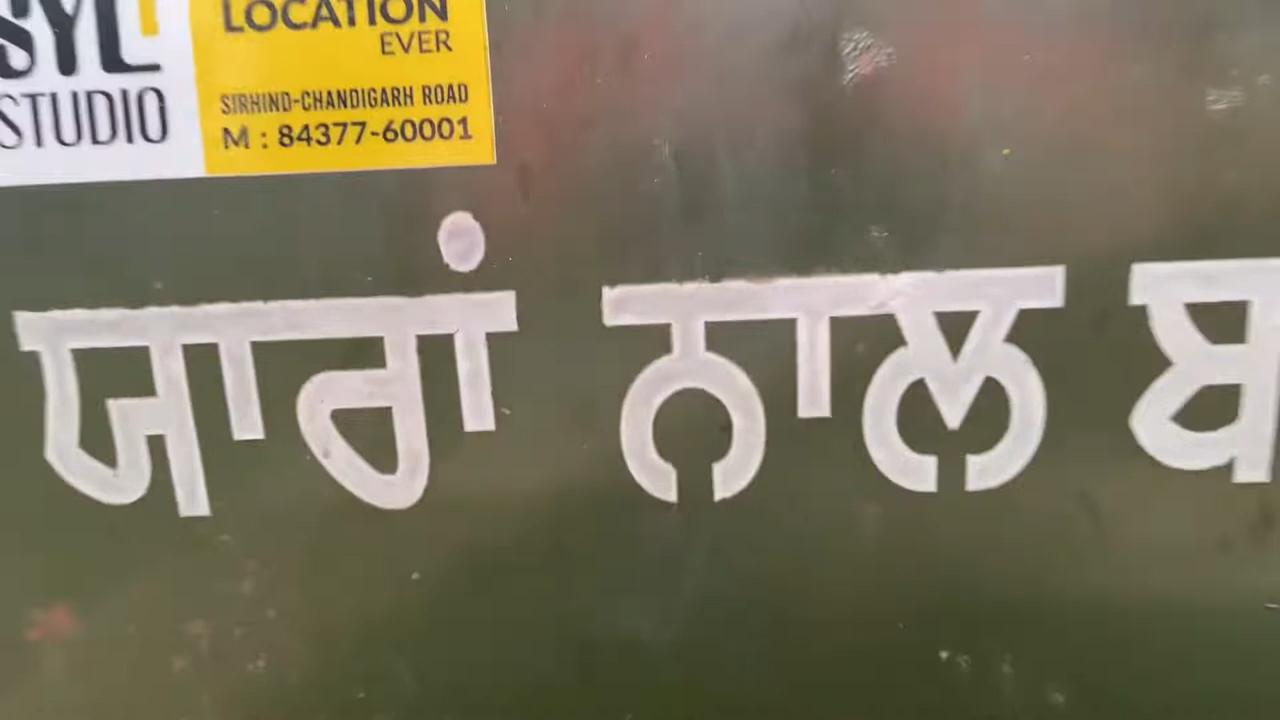 STUDIO
LOCATION
EVER
SIRHIND-CHANDIGARH ROAD
M : 84377-60001
ਯਾਰਾਂ ਨਾਲ